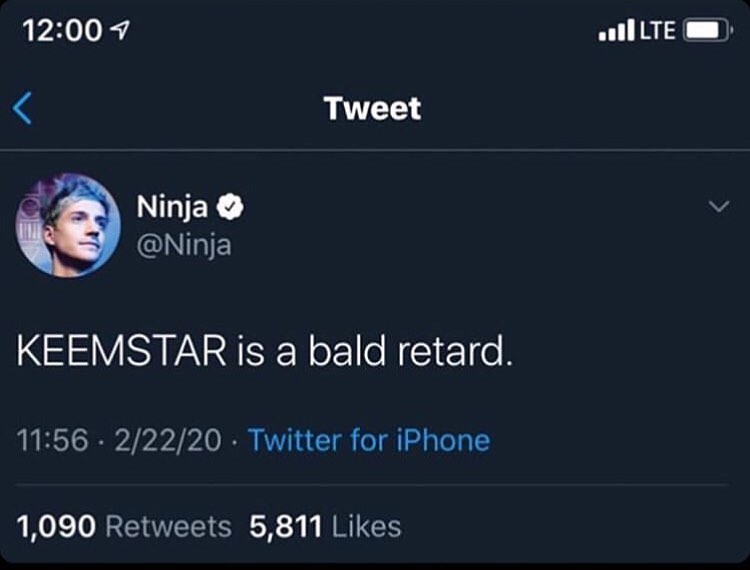 12:00 LTE
Tweet
Ninja
@Ninja
KEEMSTAR is a bald retard.
11:56 · 2/22/20 · Twitter for iPhone
1,090 Retweets 5,811 Likes